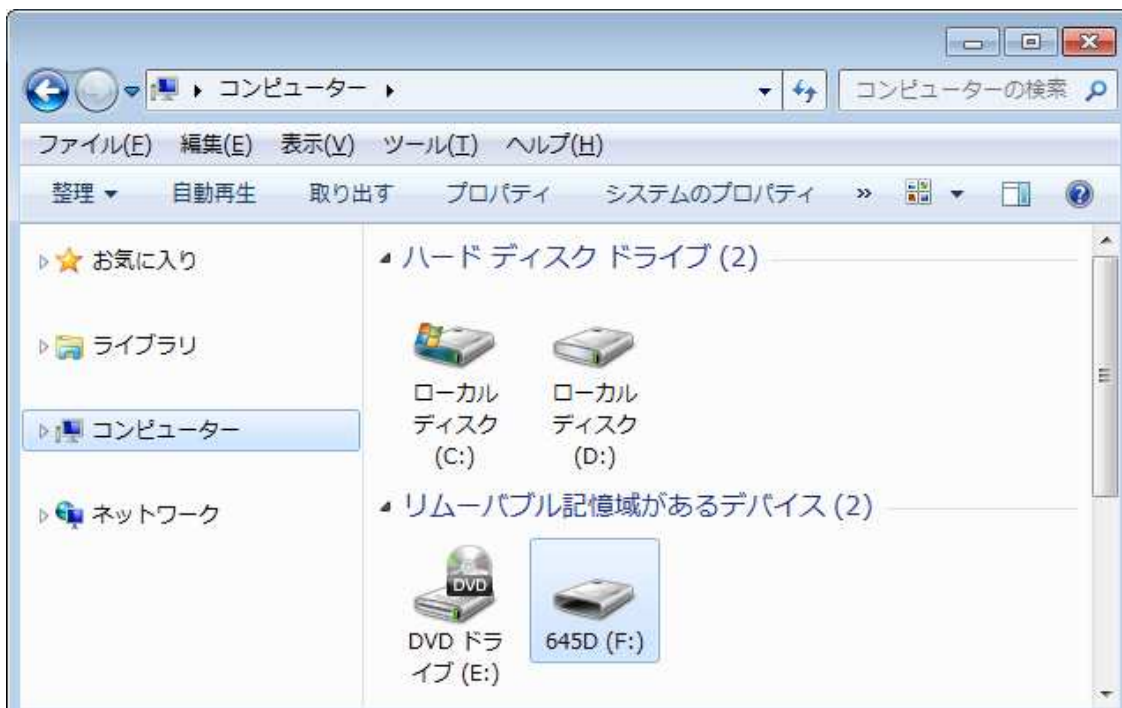 コンピューター
コンピューターの検索
ファイル(F) 編集(E) 表示(V) ツール(T) ヘルプ(H)
整理 自動再生 取り出す プロパティ システムのプロパティ »
お気に入り
ライブラリ
コンピューター
ネットワーク
ハード ディスク ドライブ (2)
ローカル
ディスク
(C:)
ローカル
ディスク
(D:)
リムーバブル記憶域があるデバイス (2)
DVD
DVD ドラ
イブ (E:)
645D (F:)